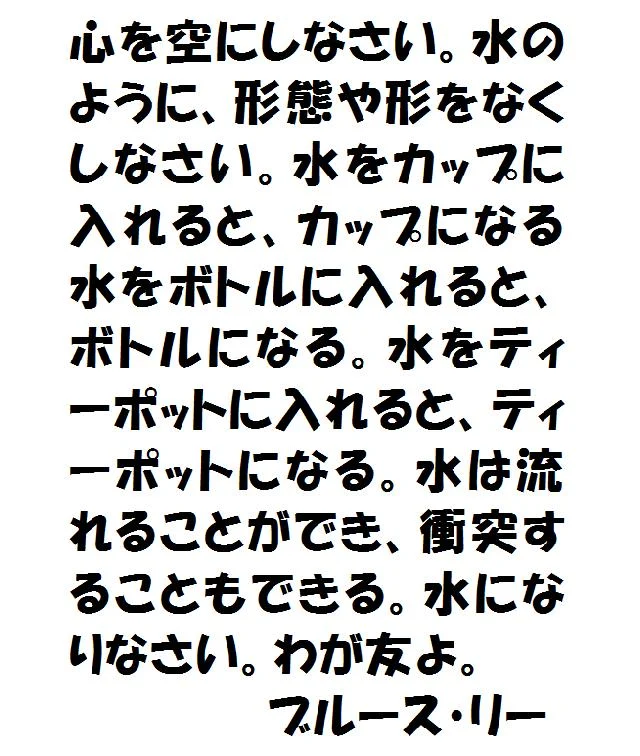 心を空にしなさい。水の
ように、形態や形をなく
しなさい。水をカップに
入れると、カップになる
水をボトルに入れると、
ボトルになる。水をティ
ーポットに入れると、ティ
ーポットになる。水は流
れることができ、衝突す
ることもできる。水にな
りなさい。わが友よ。
ブルース・リー